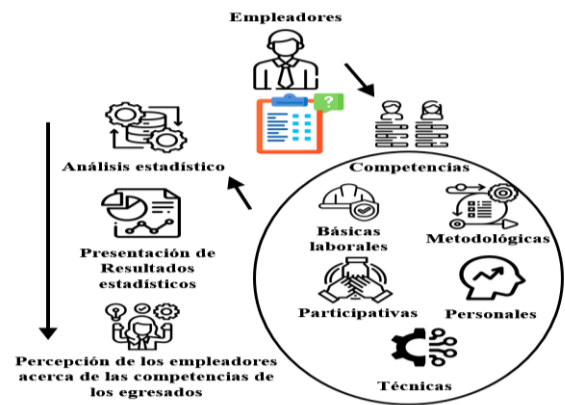 Empleadores
?
Competencias
Básicas
laborales
Metodológicas
Participativas
Personales
Técnicas
Análisis estadístico
Presentación de
Resultados
estadísticos
Percepción de los empleadores
acerca de las competencias de
los egresados